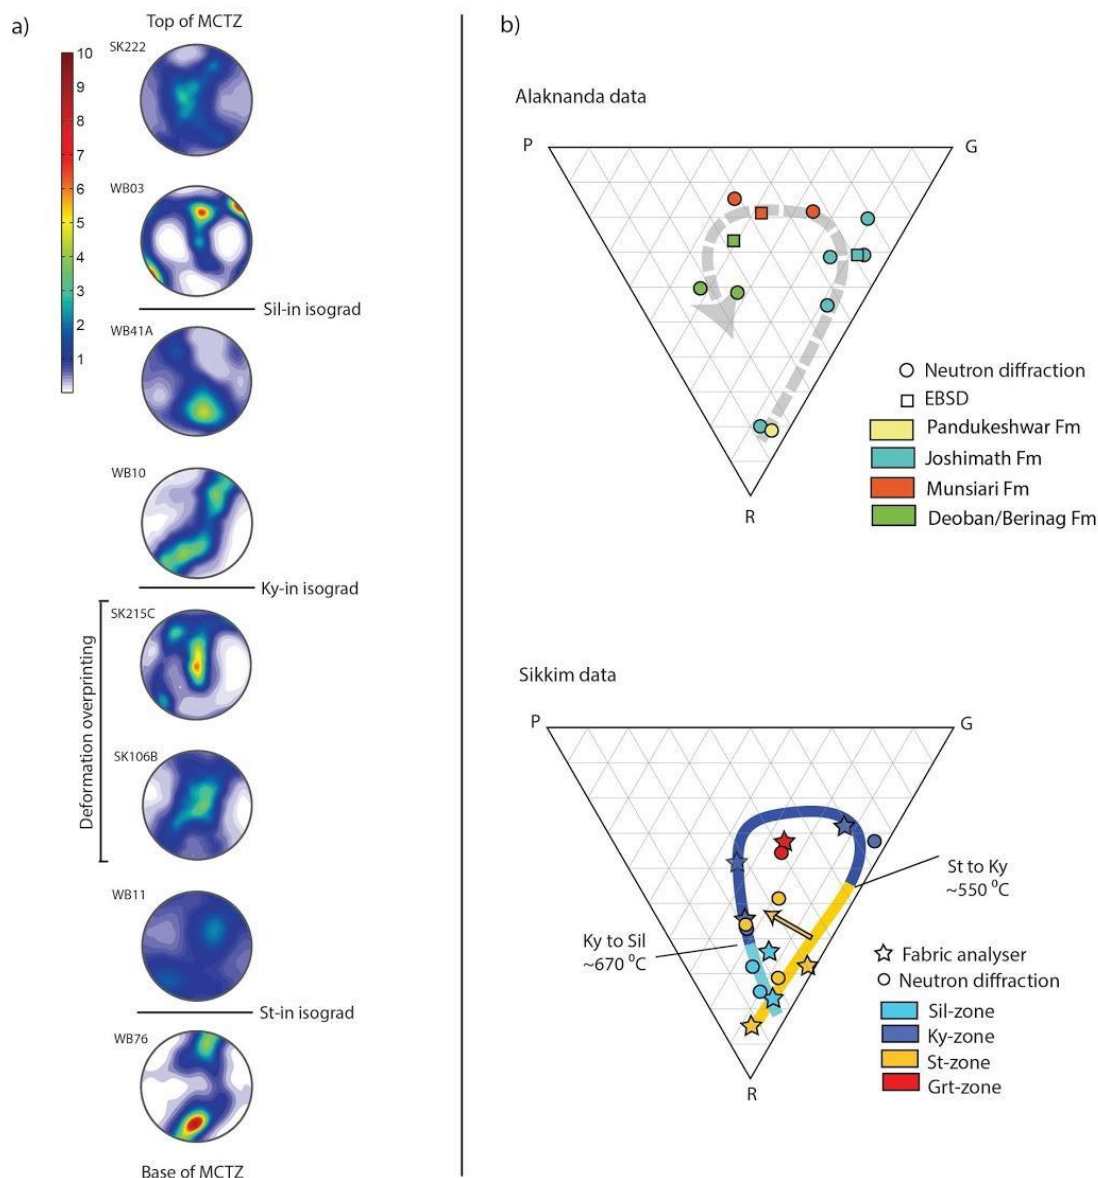 a)
Top of MCTZ
SK222
10
9
8
7
6
5
4
3
2
1
WB03
Sil-in isograd
WB41A
WB10
Ky-in isograd
SK215C
Deformation overprinting
SK106B
WB11
St-in isograd
WB76
Base of MCTZ
b)
Alaknanda data
P
G
R
Neutron diffraction
EBSD
Pandukeshwar Fm
Joshimath Fm
Munsiari Fm
Deoban/Berinag Fm
Sikkim data
P
G
St to Ky
~550 ⁰C
Ky to Sil
~670 ⁰C
R
Fabric analyser
Neutron diffraction
Sil-zone
Ky-zone
St-zone
Grt-zone